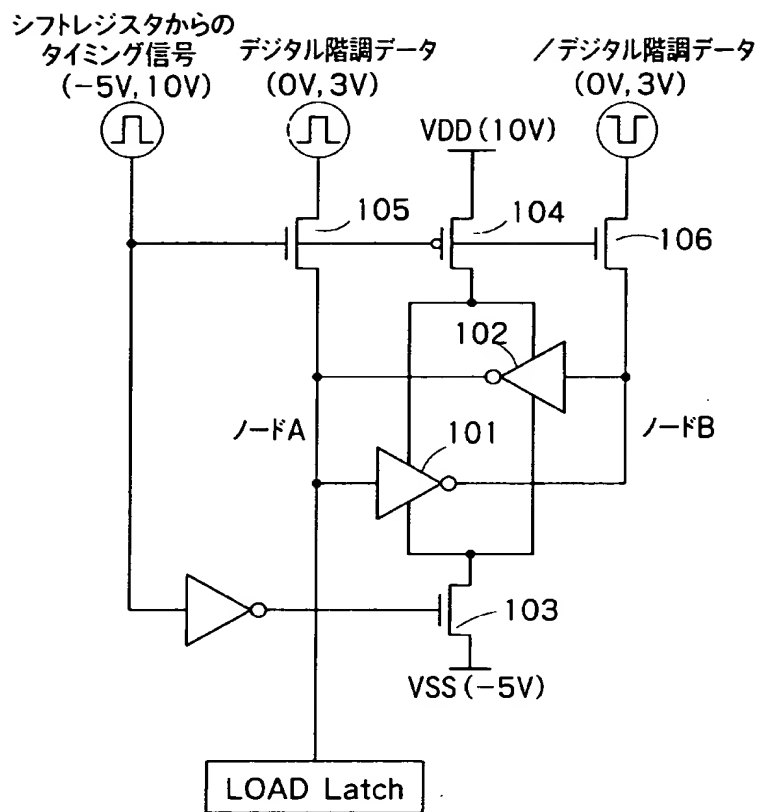 シフトレジスタからの
タイミング信号
(−5V, 10V)
デジタル階調データ
(0V, 3V)
/デジタル階調データ
(0V, 3V)
VDD(10V)
105
104
106
102
ノードA
101
ノードB
103
VSS(−5V)
LOAD Latch